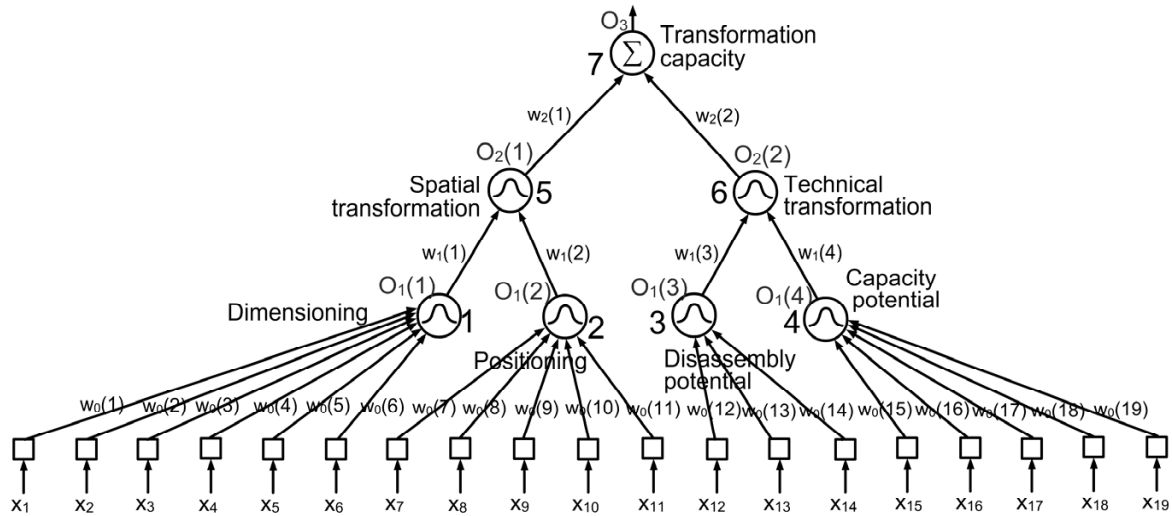 O₃
7 Σ Transformation
capacity
w₂(1) w₂(2)
O₂(1) O₂(2)
Spatial
transformation
5
6
Technical
transformation
w₁(1) w₁(2) w₁(3) w₁(4)
O₁(1) O₁(2) O₁(3) O₁(4)
Capacity
potential
Dimensioning
1 2 3 4
Positioning
Disassembly
potential
w₀(1) w₀(2) w₀(3) w₀(4) w₀(5) w₀(6) w₀(7) w₀(8) w₀(9) w₀(10) w₀(11) w₀(12) w₀(13) w₀(14) w₀(15) w₀(16) w₀(17) w₀(18) w₀(19)
x₁ x₂ x₃ x₄ x₅ x₆ x₇ x₈ x₉ x₁₀ x₁₁ x₁₂ x₁₃ x₁₄ x₁₅ x₁₆ x₁₇ x₁₈ x₁₉